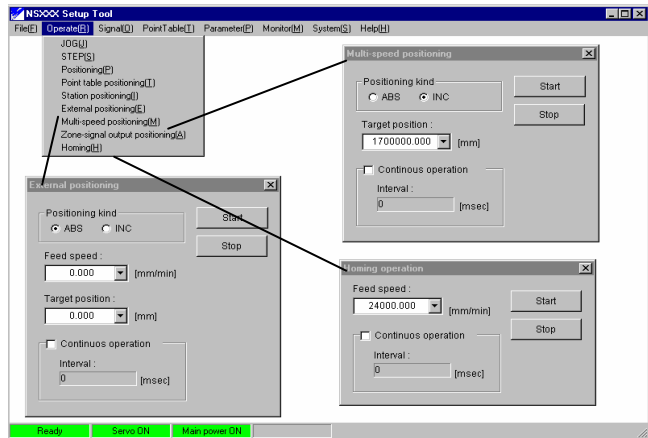 NSXXX Setup Tool
File(F) Operate(R) Signal(O) PointTable(T) Parameter(P) Monitor(M) System(S) Help(H)
JOG(J)
STEP(S)
Positioning(P)
Point table positioning(T)
Station positioning(I)
External positioning(E)
Multi-speed positioning(M)
Zone-signal output positioning(A)
Homing(H)
Multi-speed positioning
Positioning kind
ABS INC
Start
Stop
Target position :
1700000.000 [mm]
Continous operation
Interval :
0 [msec]
External positioning
Positioning kind
ABS INC
Start
Stop
Feed speed :
0.000 [mm/min]
Target position :
0.000 [mm]
Continuos operation
Interval :
0 [msec]
Homing operation
Feed speed :
24000.000 [mm/min]
Start
Stop
Continuos operation
Interval :
0 [msec]
Ready Servo ON Main power ON